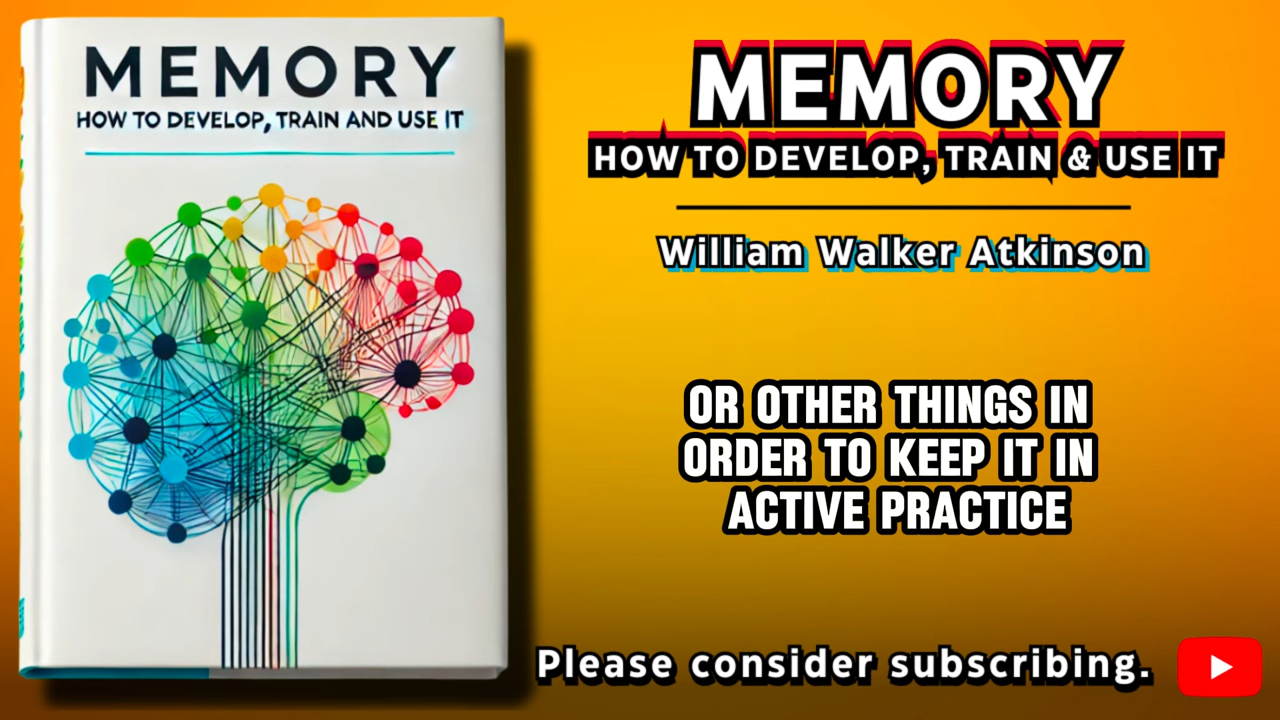 MEMORY
HOW TO DEVELOP, TRAIN AND USE IT
MEMORY
HOW TO DEVELOP, TRAIN & USE IT
William Walker Atkinson
OR OTHER THINGS IN
ORDER TO KEEP IT IN
ACTIVE PRACTICE
Please consider subscribing.